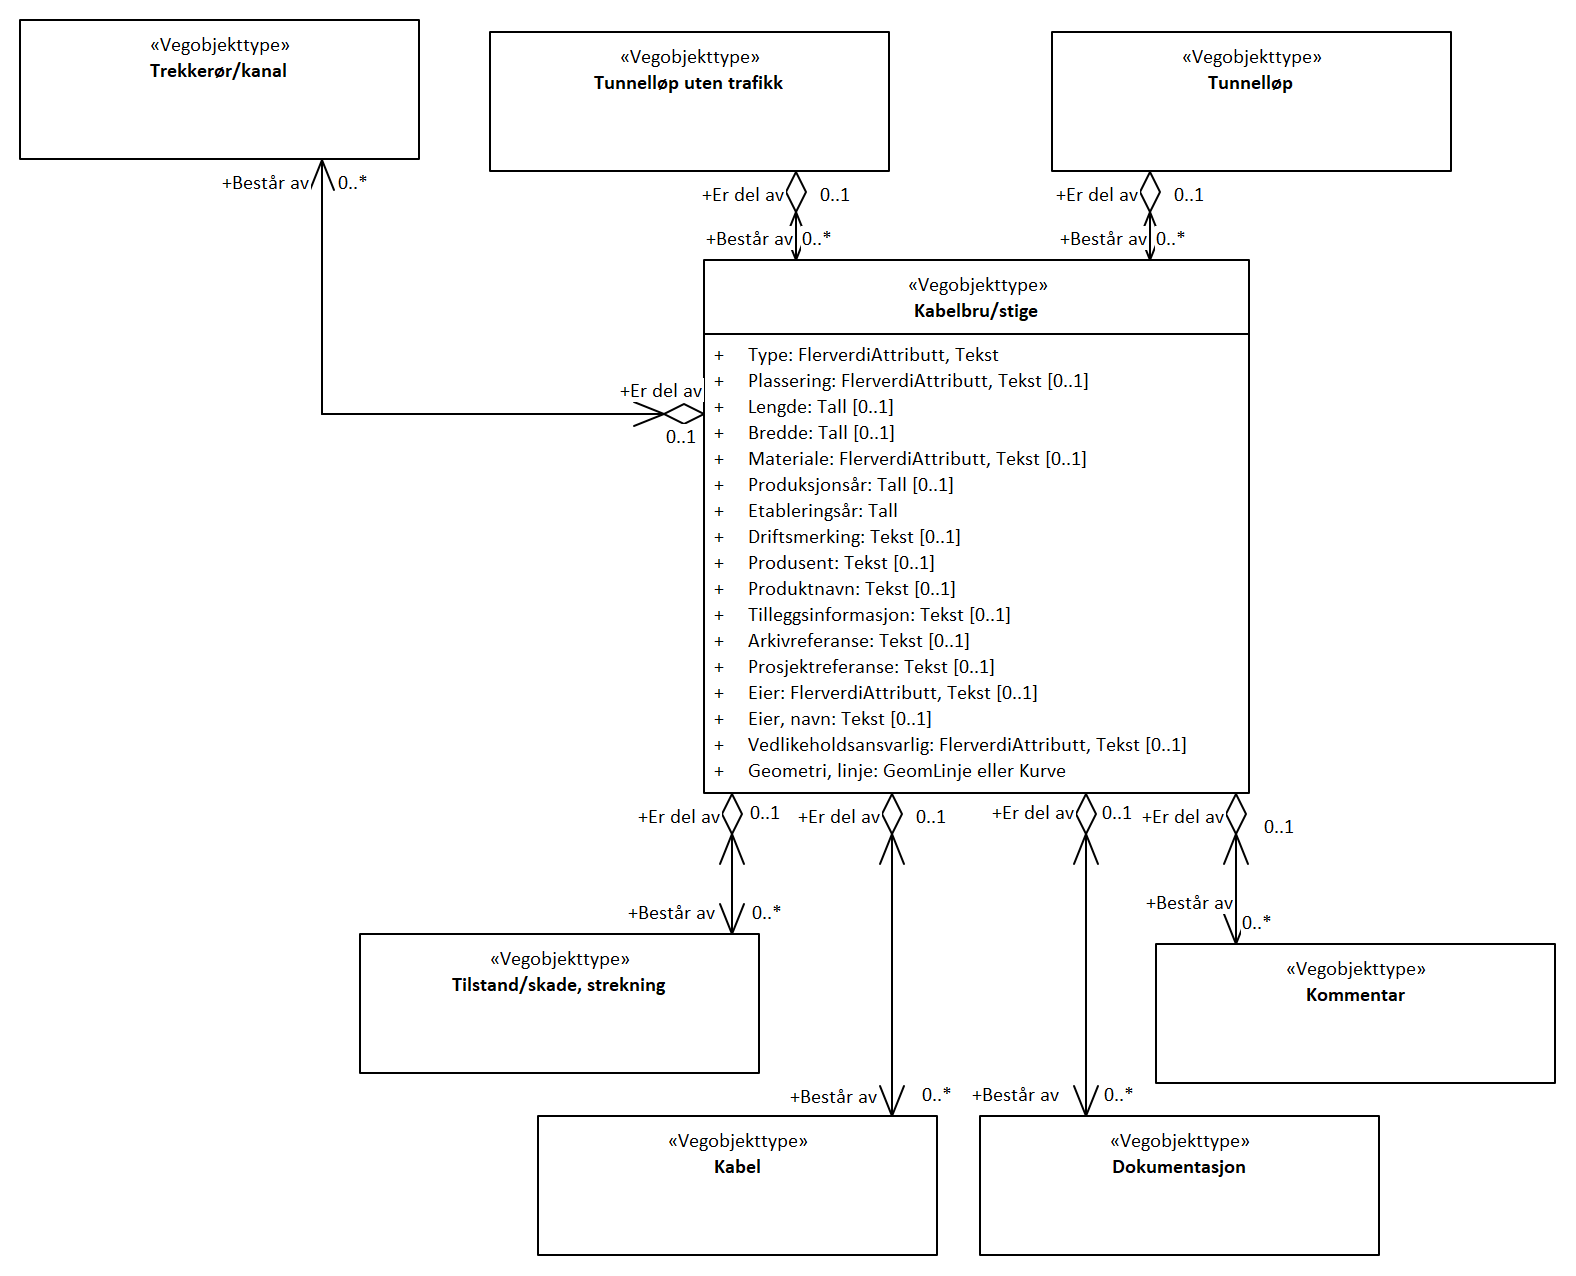 «Vegobjekttype»
Trekkerør/kanal
«Vegobjekttype»
Tunnelløp uten trafikk
«Vegobjekttype»
Tunnelløp
+Består av
0..*
+Er del av
0..1
+Består av
0..*
+Er del av
0..1
+Består av
0..*
+Er del av
0..1
«Vegobjekttype»
Kabelbru/stige
+ Type: FlerverdiAttributt, Tekst
+ Plassering: FlerverdiAttributt, Tekst [0..1]
+ Lengde: Tall [0..1]
+ Bredde: Tall [0..1]
+ Materiale: FlerverdiAttributt, Tekst [0..1]
+ Produksjonsår: Tall [0..1]
+ Etableringsår: Tall
+ Driftsmerking: Tekst [0..1]
+ Produsent: Tekst [0..1]
+ Produktnavn: Tekst [0..1]
+ Tilleggsinformasjon: Tekst [0..1]
+ Arkivreferanse: Tekst [0..1]
+ Prosjektreferanse: Tekst [0..1]
+ Eier: FlerverdiAttributt, Tekst [0..1]
+ Eier, navn: Tekst [0..1]
+ Vedlikeholdsansvarlig: FlerverdiAttributt, Tekst [0..1]
+ Geometri, linje: GeomLinje eller Kurve
+Er del av
0..1
+Er del av
0..1
+Er del av
0..1
+Er del av
0..1
+Består av
0..*
+Består av
0..*
«Vegobjekttype»
Tilstand/skade, strekning
«Vegobjekttype»
Kommentar
+Består av
0..*
+Består av
0..*
«Vegobjekttype»
Kabel
«Vegobjekttype»
Dokumentasjon